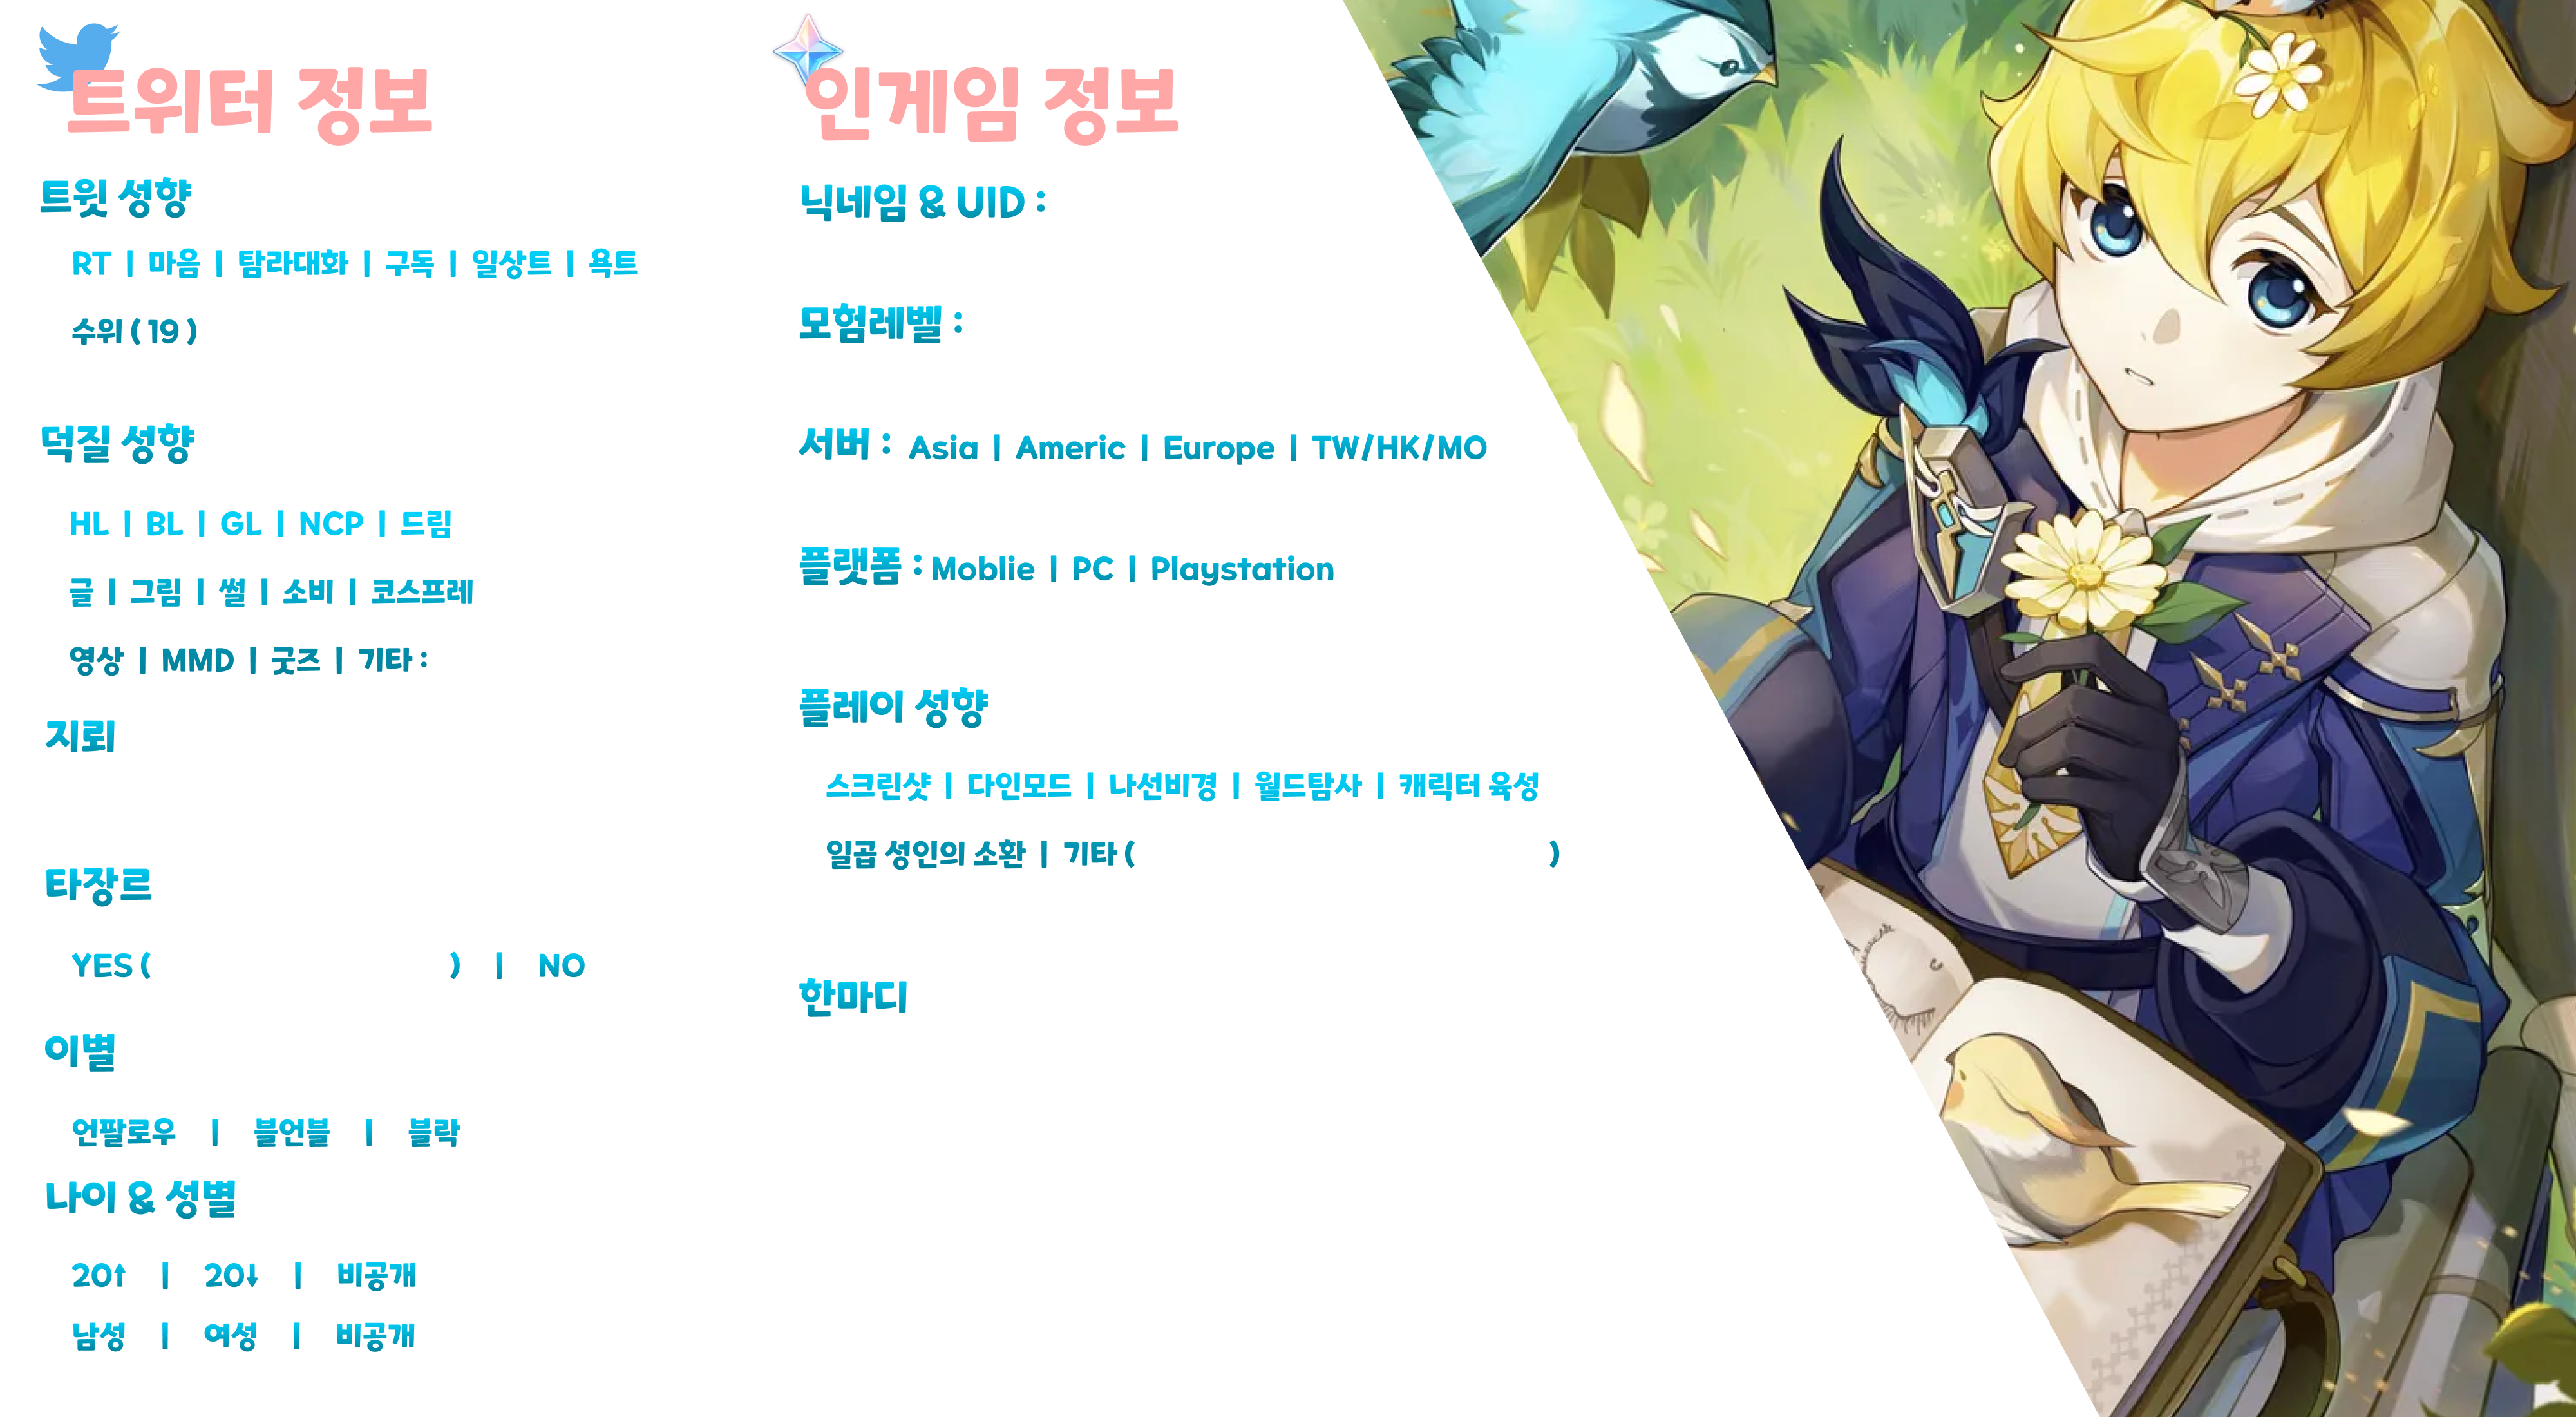 트위터 정보
트윗 성향
RT | 마음 | 탐라대화 | 구독 | 일상트 | 욕트
수위 ( 19 )
덕질 성향
HL | BL | GL | NCP | 드림
글 | 그림 | 썰 | 소비 | 코스프레
영상 | MMD | 굿즈 | 기타 :
지뢰
타장르
YES ( ) | NO
이별
언팔로우 | 블언블 | 블락
나이 & 성별
20↑ | 20↓ | 비공개
남성 | 여성 | 비공개
인게임 정보
닉네임 & UID :
모험레벨 :
서버 : Asia | Americ | Europe | TW/HK/MO
플랫폼 : Moblie | PC | Playstation
플레이 성향
스크린샷 | 다인모드 | 나선비경 | 월드탐사 | 캐릭터 육성
일곱 성인의 소환 | 기타 ( )
한마디